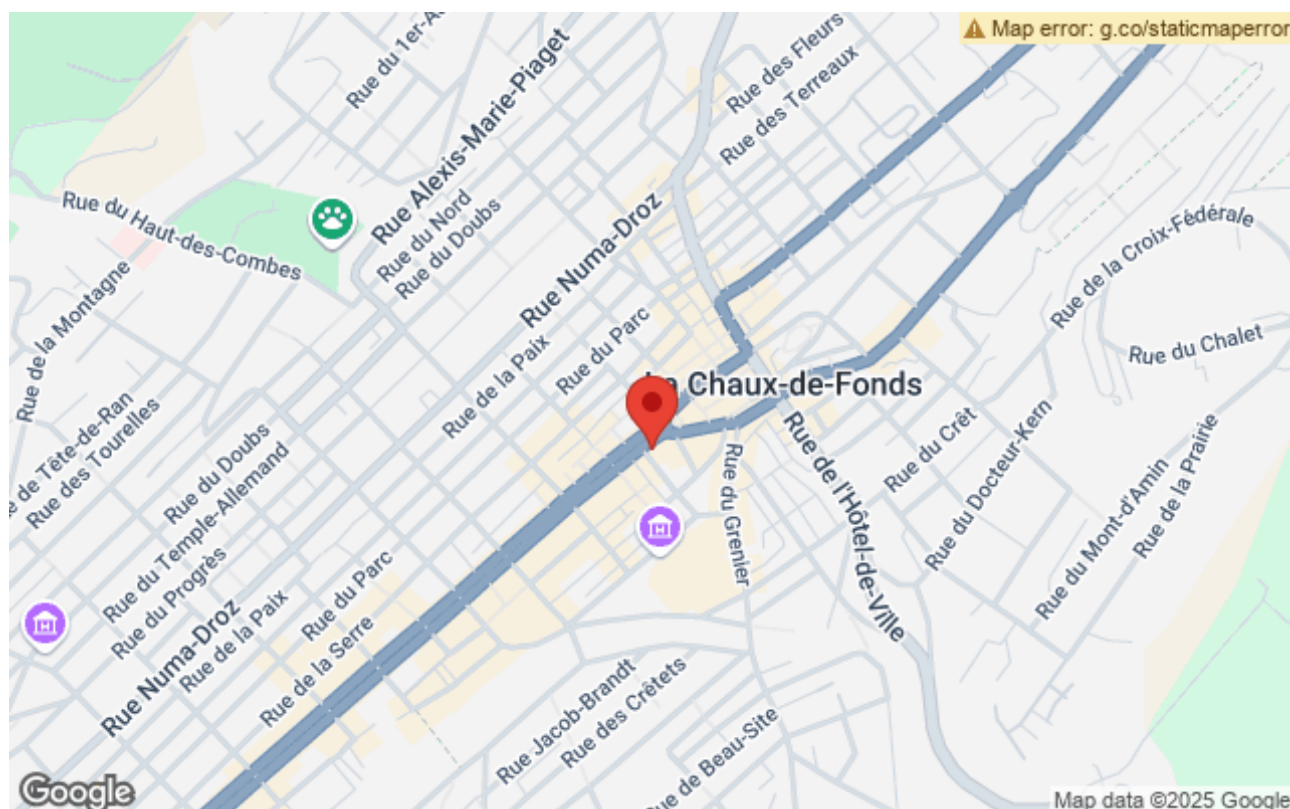 Map error: g.co/staticmaperror
Rue du 1er-A
Rue Alexis-Marie-Piaget
Rue des Fleurs
Rue des Terreaux
Rue du Haut-des-Combes
Rue du Nord
Rue du Doubs
Rue Numa-Droz
Rue de la Croix-Fédérale
Rue de la Montagne
Rue du Parc
Rue de la Paix
Rue du Chalet
Chaux-de-Fonds
Rue de Tête-de-Ran
Rue des Tourelles
Rue du Doubs
Rue du Temple-Allemand
Rue du Progrès
Rue du Crêt
Rue du Docteur-Kern
Rue du Mont-d'Amin
Rue de la Prairie
Rue du Grenier
Rue de l'Hôtel-de-Ville
Rue du Parc
Rue de la Paix
Rue de la Serre
Rue Numa-Droz
Rue Jacob-Brandt
Rue des Crêtets
Rue de Beau-Site
Google
Map data ©2025 Google